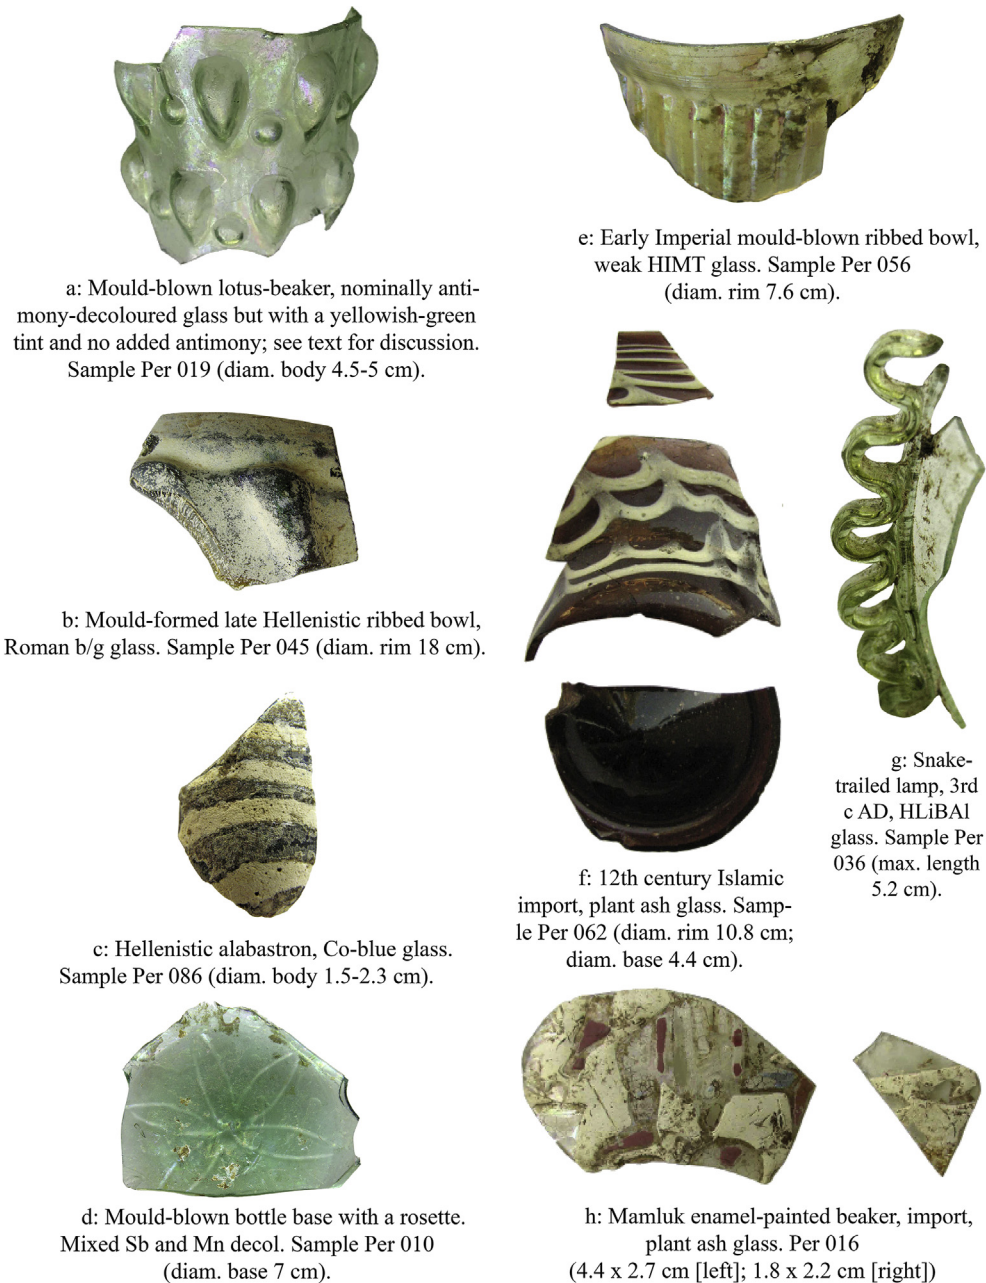 a: Mould-blown lotus-beaker, nominally anti-
mony-decoloured glass but with a yellowish-green
tint and no added antimony; see text for discussion.
Sample Per 019 (diam. body 4.5-5 cm).
b: Mould-formed late Hellenistic ribbed bowl,
Roman b/g glass. Sample Per 045 (diam. rim 18 cm).
c: Hellenistic alabastron, Co-blue glass.
Sample Per 086 (diam. body 1.5-2.3 cm).
d: Mould-blown bottle base with a rosette.
Mixed Sb and Mn decol. Sample Per 010
(diam. base 7 cm).
e: Early Imperial mould-blown ribbed bowl,
weak HIMT glass. Sample Per 056
(diam. rim 7.6 cm).
f: 12th century Islamic
import, plant ash glass. Samp-
le Per 062 (diam. rim 10.8 cm;
diam. base 4.4 cm).
g: Snake-
trailed lamp, 3rd
c AD, HLiBAl
glass. Sample Per
036 (max. length
5.2 cm).
h: Mamluk enamel-painted beaker, import,
plant ash glass. Per 016
(4.4 x 2.7 cm [left]; 1.8 x 2.2 cm [right])